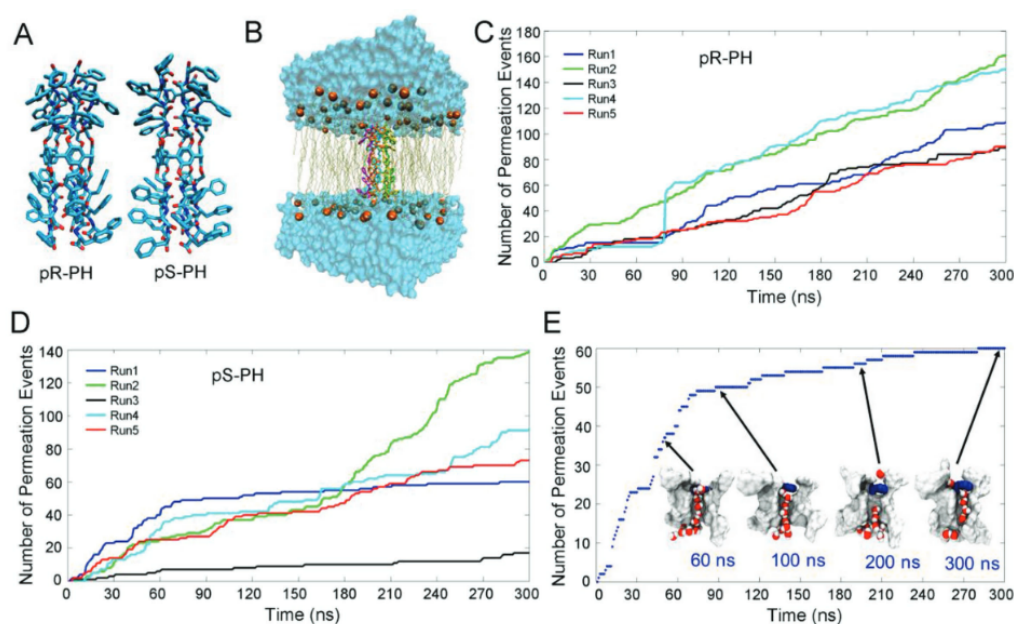 A
pR-PH
pS-PH
B
C
pR-PH
Run1
Run2
Run3
Run4
Run5
Number of Permeation Events
180
160
140
120
100
80
60
40
20
0
0 30 60 90 120 150 180 210 240 270 300
Time (ns)
D
pS-PH
Run1
Run2
Run3
Run4
Run5
Number of Permeation Events
140
120
100
80
60
40
20
0
0 30 60 90 120 150 180 210 240 270 300
Time (ns)
E
Number of Permeation Events
60
50
40
30
20
10
0
60 ns 100 ns 200 ns 300 ns
0 30 60 90 120 150 180 210 240 270 300
Time (ns)